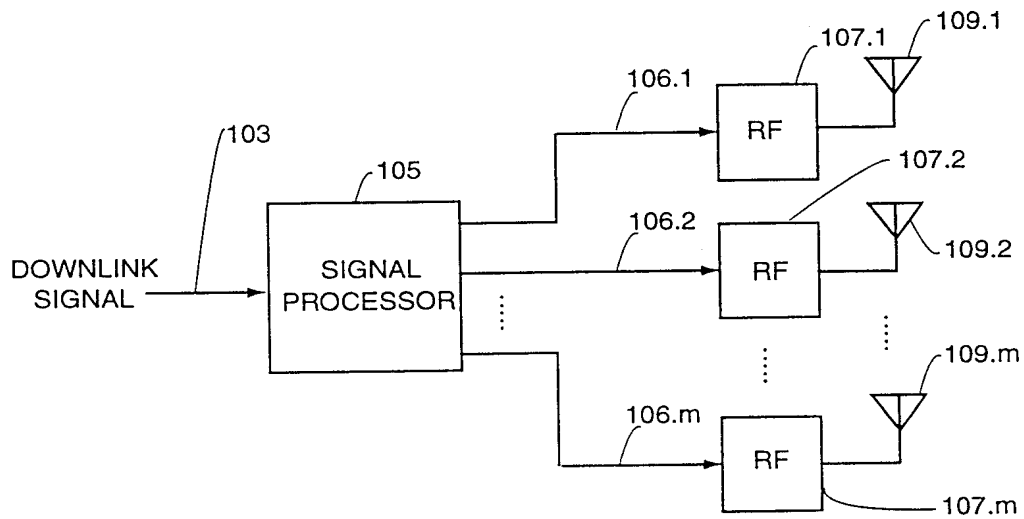 109.1
107.1
106.1
RF
103
105
107.2
106.2
109.2
DOWNLINK
SIGNAL
SIGNAL
PROCESSOR
RF
109.m
106.m
RF
107.m